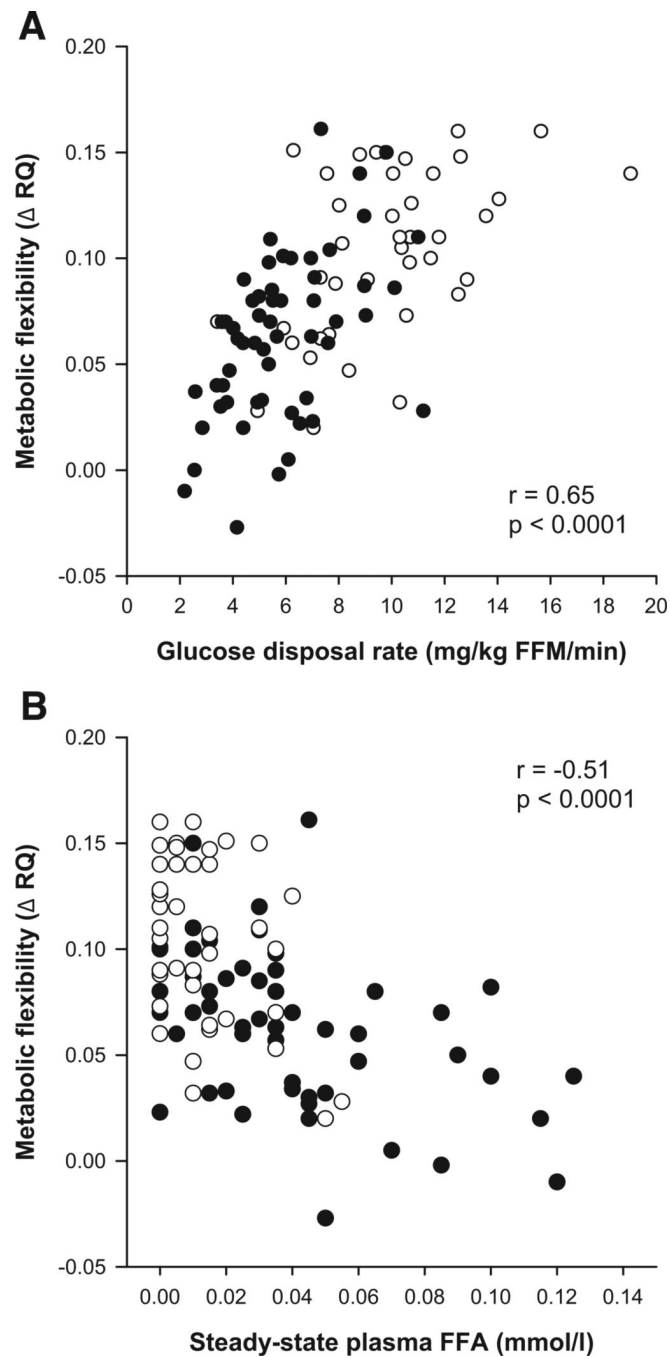 A
0.20
0.15
0.10
0.05
0.00
-0.05
Metabolic flexibility (Δ RQ)
r = 0.65
p < 0.0001
0 2 4 6 8 10 12 14 16 18 20
Glucose disposal rate (mg/kg FFM/min)
B
0.20
0.15
0.10
0.05
0.00
-0.05
Metabolic flexibility (Δ RQ)
r = -0.51
p < 0.0001
0.00 0.02 0.04 0.06 0.08 0.10 0.12 0.14
Steady-state plasma FFA (mmol/l)